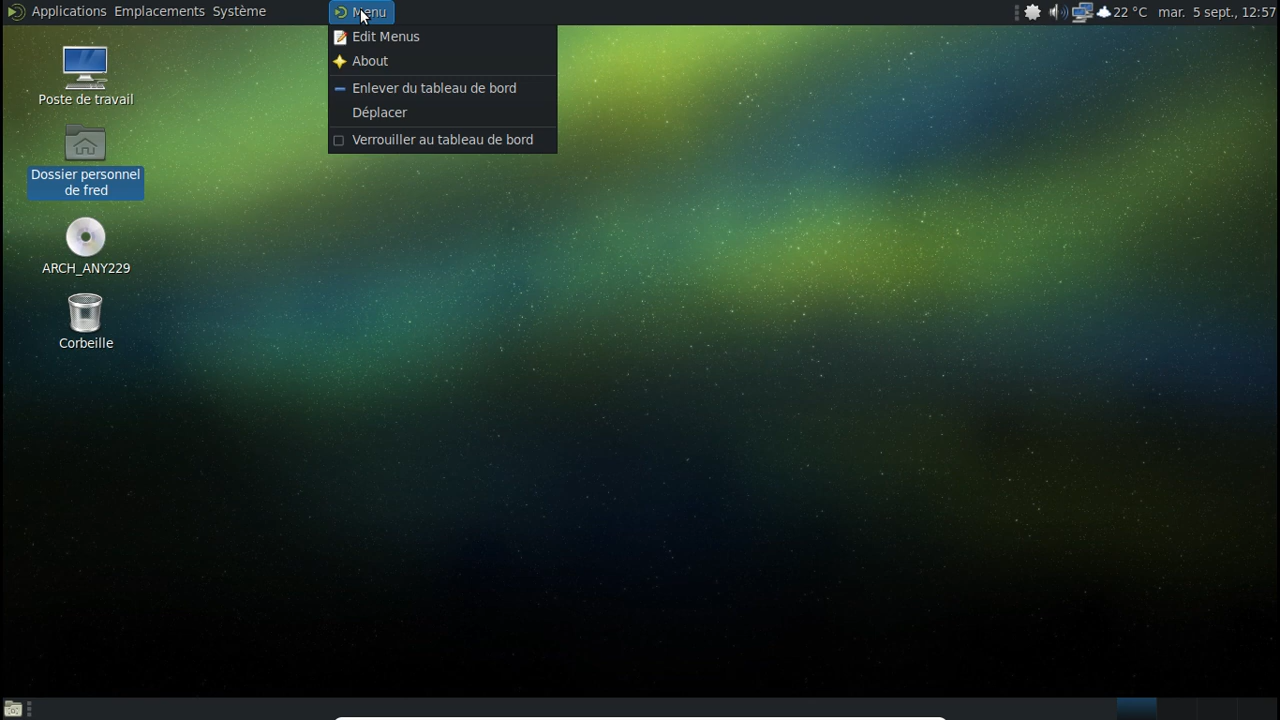 Applications Emplacements Système Menu 22 °C mar. 5 sept., 12:57
Edit Menus
About
Enlever du tableau de bord
Déplacer
Verrouiller au tableau de bord
Poste de travail
Dossier personnel
de fred
ARCH_ANY229
Corbeille